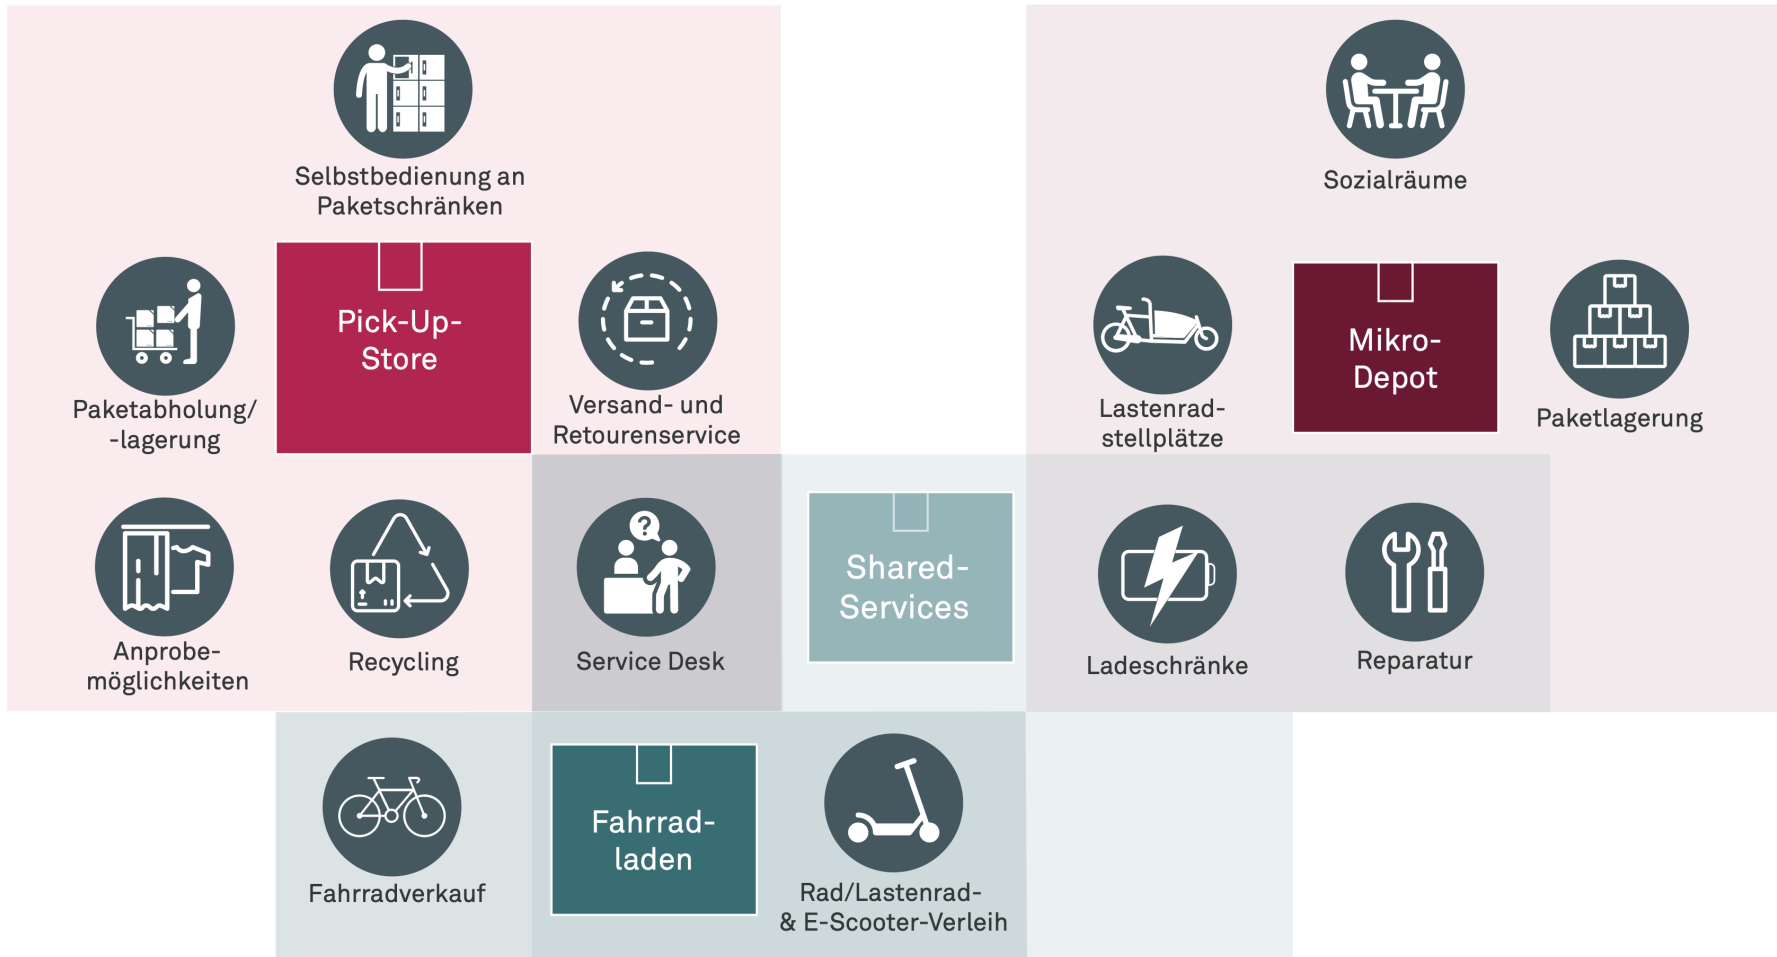 Selbstbedienung an
Paketschränken
Sozialräume
Pick-Up-
Store
Paketabholung/
-lagerung
Versand- und
Retourenservice
Lastenrad-
stellplätze
Mikro-
Depot
Paketlagerung
Anprobe-
möglichkeiten
Recycling
?
Service Desk
Shared-
Services
Ladeschränke
Reparatur
Fahrradverkauf
Fahrrad-
laden
Rad/Lastenrad-
& E-Scooter-Verleih